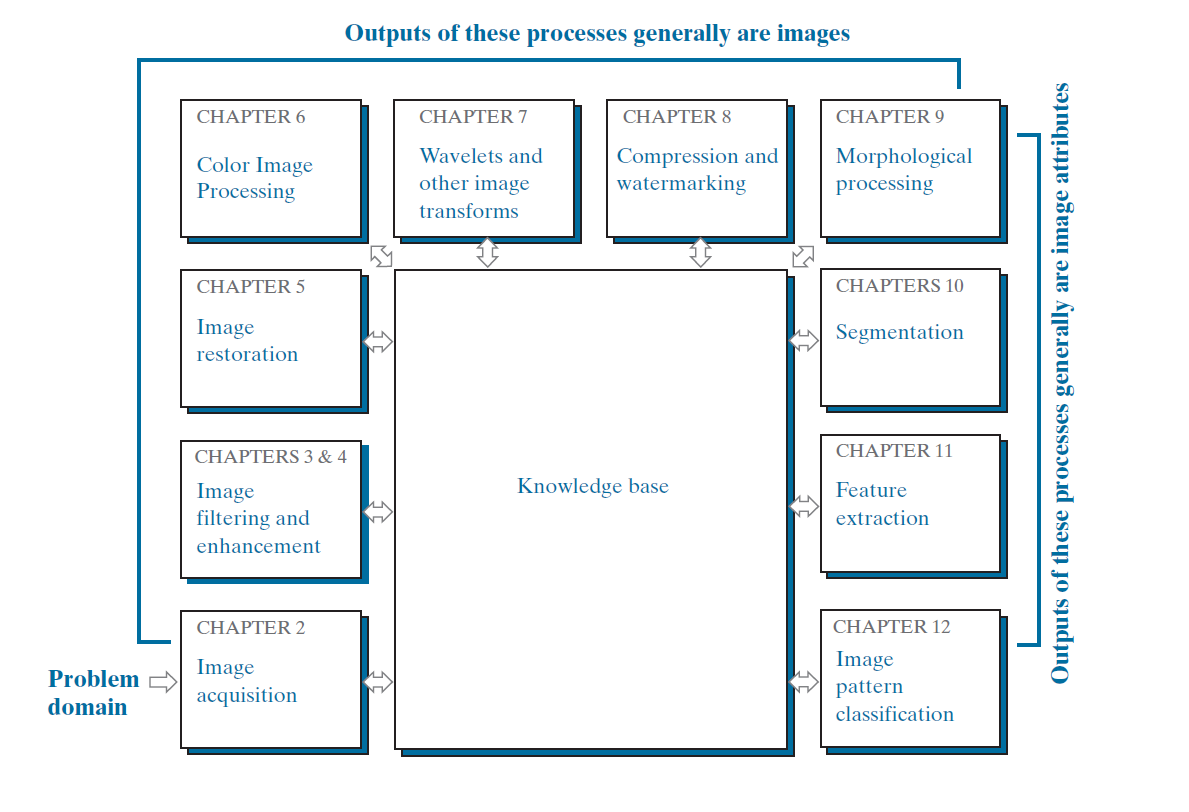 Outputs of these processes generally are images
CHAPTER 6
Color Image
Processing
CHAPTER 7
Wavelets and
other image
transforms
CHAPTER 8
Compression and
watermarking
CHAPTER 9
Morphological
processing
CHAPTER 5
Image
restoration
CHAPTERS 10
Segmentation
CHAPTERS 3 & 4
Image
filtering and
enhancement
Knowledge base
CHAPTER 11
Feature
extraction
CHAPTER 2
Image
acquisition
CHAPTER 12
Image
pattern
classification
Problem
domain
Outputs of these processes generally are image attributes